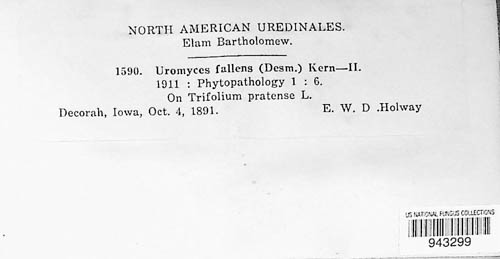 NORTH AMERICAN UREDINALES.
Elam Bartholomew.
1590. Uromyces fallens (Desm.) Kern—II.
1911 : Phytopathology 1 : 6.
On Trifolium pratense L.
Decorah, Iowa, Oct. 4, 1891. E. W. D .Holway
US NATIONAL FUNGUS COLLECTIONS
943299